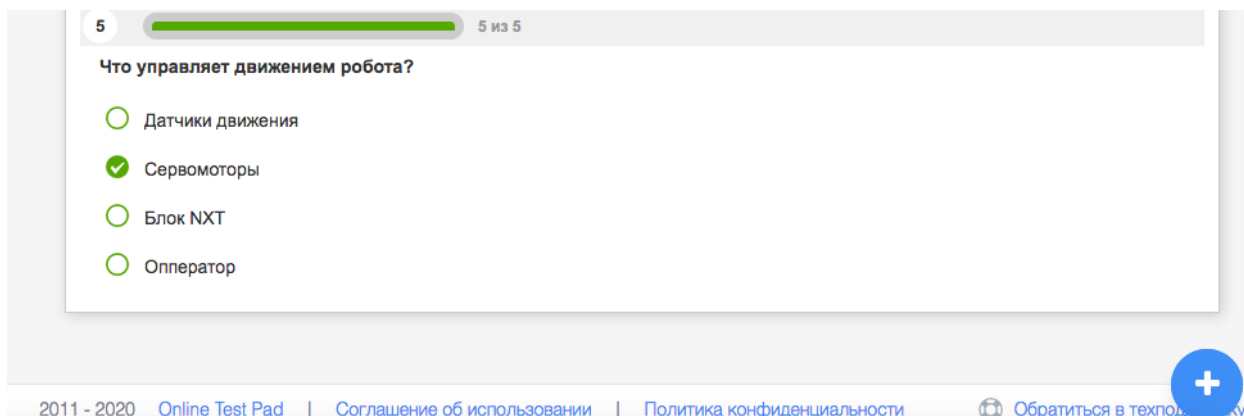 5 5 из 5
Что управляет движением робота?
Датчики движения
Сервомоторы
Блок NXT
Опператор
2011 - 2020 Online Test Pad | Соглашение об использовании | Политика конфиденциальности Обратиться в